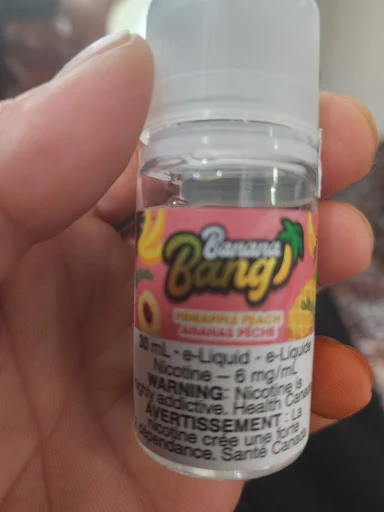 Banana
Bang
PINEAPPLE PEACH
ANANAS PÊCHE
30 mL - e-Liquid - e-Liquide
Nicotine – 6 mg/mL
WARNING: Nicotine is
highly addictive. Health Canada
AVERTISSEMENT : La
nicotine crée une forte
dépendance. Santé Canada